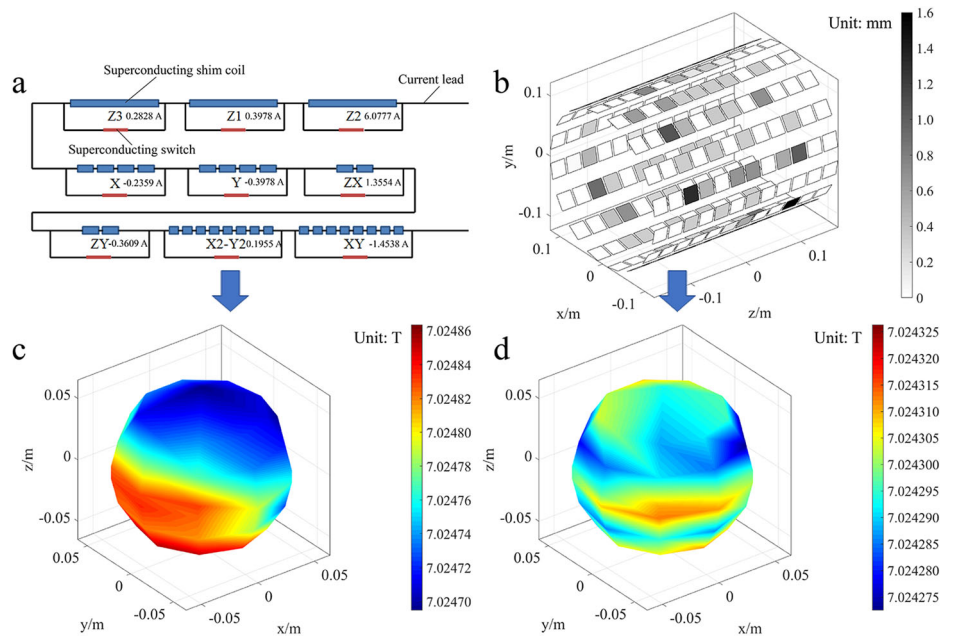 a
Superconducting shim coil
Current lead
Z3 0.2828 A
Z1 0.3978 A
Z2 6.0777 A
Superconducting switch
X -0.2359 A
Y -0.3978 A
ZX 1.3554 A
ZY -0.3609 A
X2-Y2 0.1955 A
XY -1.4538 A
b
Unit: mm
1.6
1.4
1.2
1.0
0.8
0.6
0.4
0.2
0
y/m
0.1
0
-0.1
0.1
0
-0.1
x/m
-0.1
0
0.1
z/m
c
Unit: T
7.02486
7.02484
7.02482
7.02480
7.02478
7.02476
7.02474
7.02472
7.02470
z/m
0.05
0
-0.05
0.05
0
-0.05
y/m
0.05
0
x/m
d
Unit: T
7.024325
7.024320
7.024315
7.024310
7.024305
7.024300
7.024295
7.024290
7.024285
7.024280
7.024275
z/m
0.05
0
-0.05
0.05
0
-0.05
y/m
0.05
0
x/m